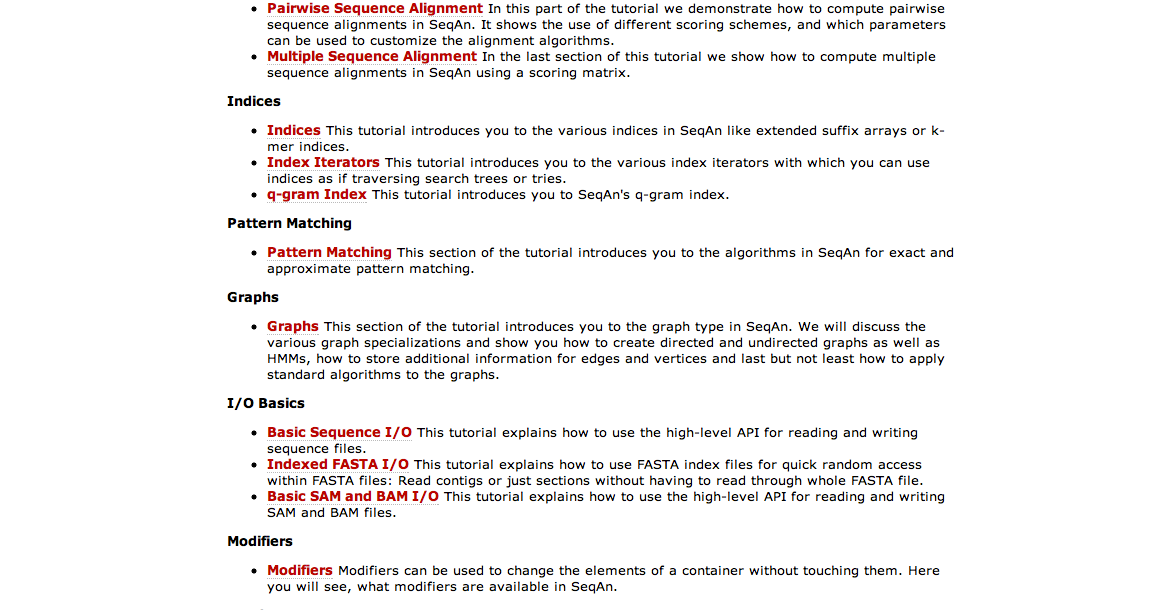 Pairwise Sequence Alignment In this part of the tutorial we demonstrate how to compute pairwise
sequence alignments in SeqAn. It shows the use of different scoring schemes, and which parameters
can be used to customize the alignment algorithms.
Multiple Sequence Alignment In the last section of this tutorial we show how to compute multiple
sequence alignments in SeqAn using a scoring matrix.
Indices
Indices This tutorial introduces you to the various indices in SeqAn like extended suffix arrays or k-
mer indices.
Index Iterators This tutorial introduces you to the various index iterators with which you can use
indices as if traversing search trees or tries.
q-gram Index This tutorial introduces you to SeqAn's q-gram index.
Pattern Matching
Pattern Matching This section of the tutorial introduces you to the algorithms in SeqAn for exact and
approximate pattern matching.
Graphs
Graphs This section of the tutorial introduces you to the graph type in SeqAn. We will discuss the
various graph specializations and show you how to create directed and undirected graphs as well as
HMMs, how to store additional information for edges and vertices and last but not least how to apply
standard algorithms to the graphs.
I/O Basics
Basic Sequence I/O This tutorial explains how to use the high-level API for reading and writing
sequence files.
Indexed FASTA I/O This tutorial explains how to use FASTA index files for quick random access
within FASTA files: Read contigs or just sections without having to read through whole FASTA file.
Basic SAM and BAM I/O This tutorial explains how to use the high-level API for reading and writing
SAM and BAM files.
Modifiers
Modifiers Modifiers can be used to change the elements of a container without touching them. Here
you will see, what modifiers are available in SeqAn.